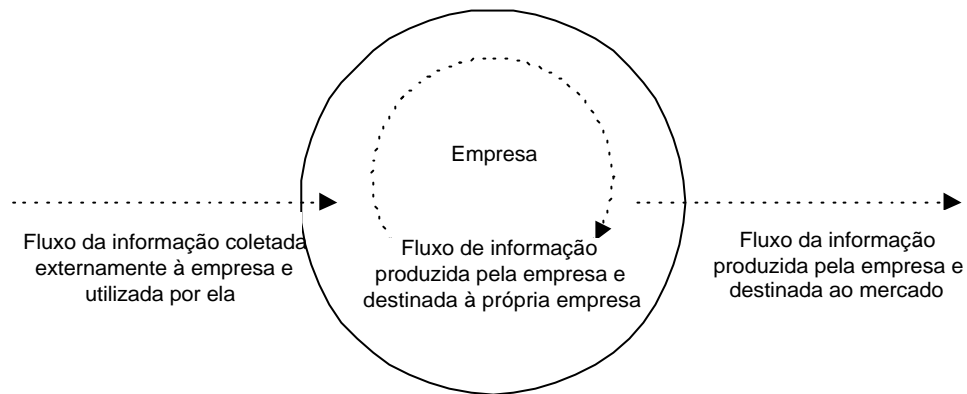 Empresa
Fluxo da informação coletada
externamente à empresa e
utilizada por ela
Fluxo de informação
produzida pela empresa e
destinada à própria empresa
Fluxo da informação
produzida pela empresa e
destinada ao mercado